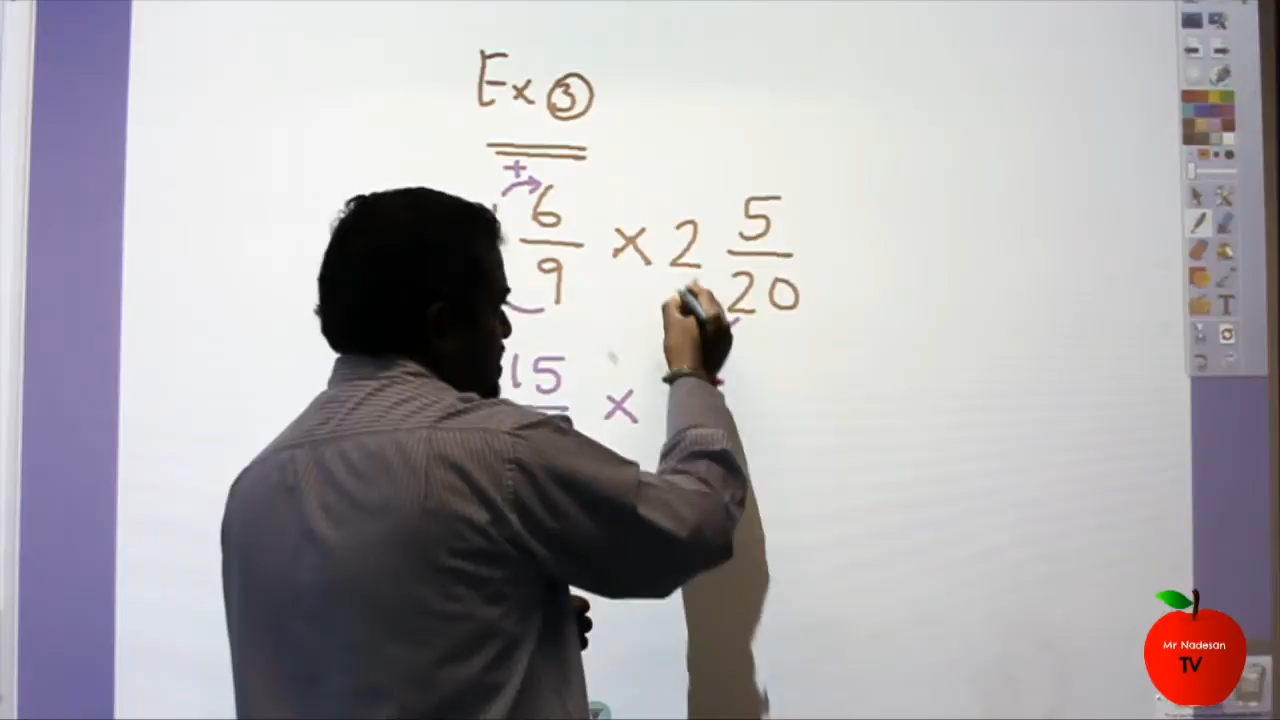 Ex ③
+
6/9 × 2 5/20
15 ×
Mr Nadesan
TV